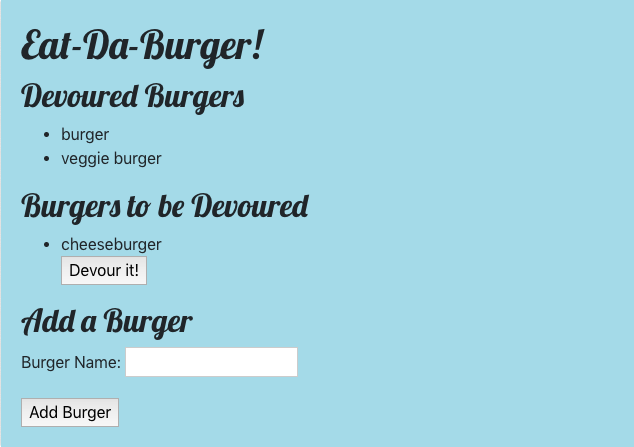 Eat-Da-Burger!
Devoured Burgers
burger
veggie burger
Burgers to be Devoured
cheeseburger
Devour it!
Add a Burger
Burger Name:
Add Burger